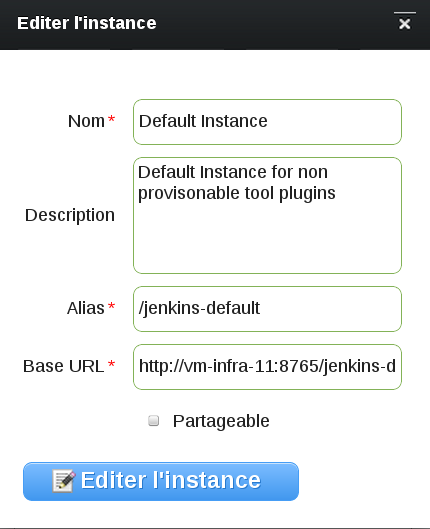 Editer l'instance
Nom *
Default Instance
Description
Default Instance for non
provisonable tool plugins
Alias *
/jenkins-default
Base URL *
http://vm-infra-11:8765/jenkins-d
Partageable
Editer l'instance